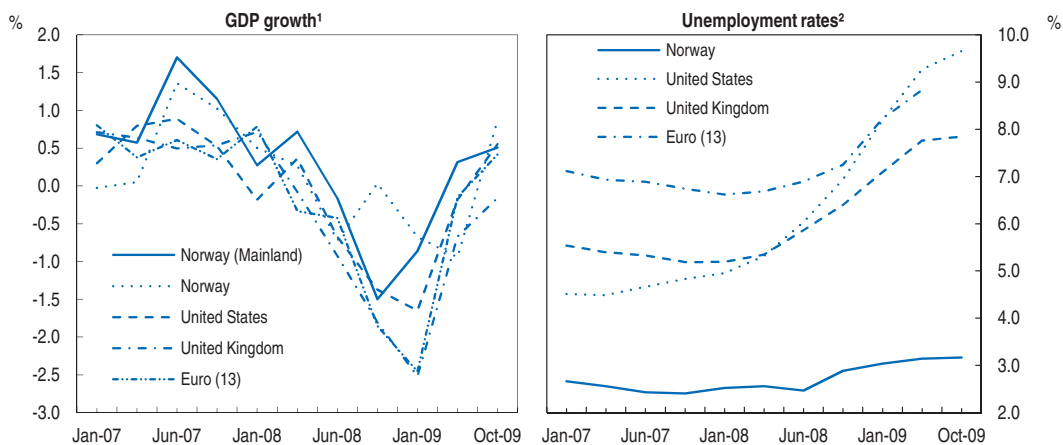 GDP growth¹
%
2.0
1.5
1.0
0.5
0.0
-0.5
-1.0
-1.5
-2.0
-2.5
-3.0
Norway (Mainland)
Norway
United States
United Kingdom
Euro (13)
Jan-07 Jun-07 Jan-08 Jun-08 Jan-09 Oct-09
Unemployment rates²
%
10.0
9.0
8.0
7.0
6.0
5.0
4.0
3.0
2.0
Norway
United States
United Kingdom
Euro (13)
Jan-07 Jun-07 Jan-08 Jun-08 Jan-09 Oct-09